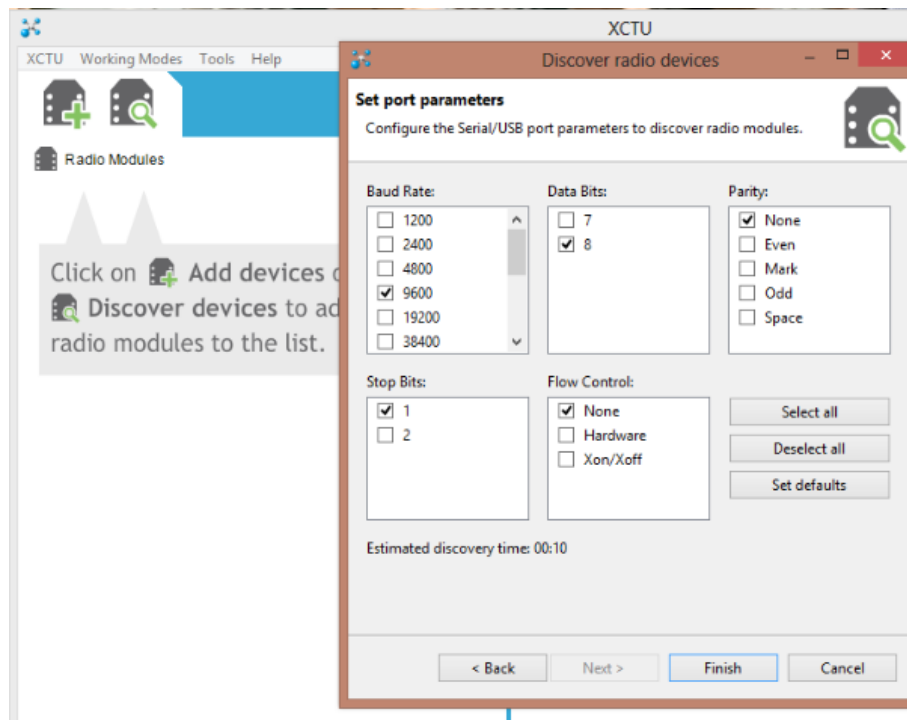 XCTU
XCTU Working Modes Tools Help
Radio Modules
Click on Add devices
Discover devices to ad
radio modules to the list.
Discover radio devices
Set port parameters
Configure the Serial/USB port parameters to discover radio modules.
Baud Rate:
1200
2400
4800
9600
19200
38400
Data Bits:
7
8
Parity:
None
Even
Mark
Odd
Space
Stop Bits:
1
2
Flow Control:
None
Hardware
Xon/Xoff
Select all
Deselect all
Set defaults
Estimated discovery time: 00:10
< Back
Next >
Finish
Cancel